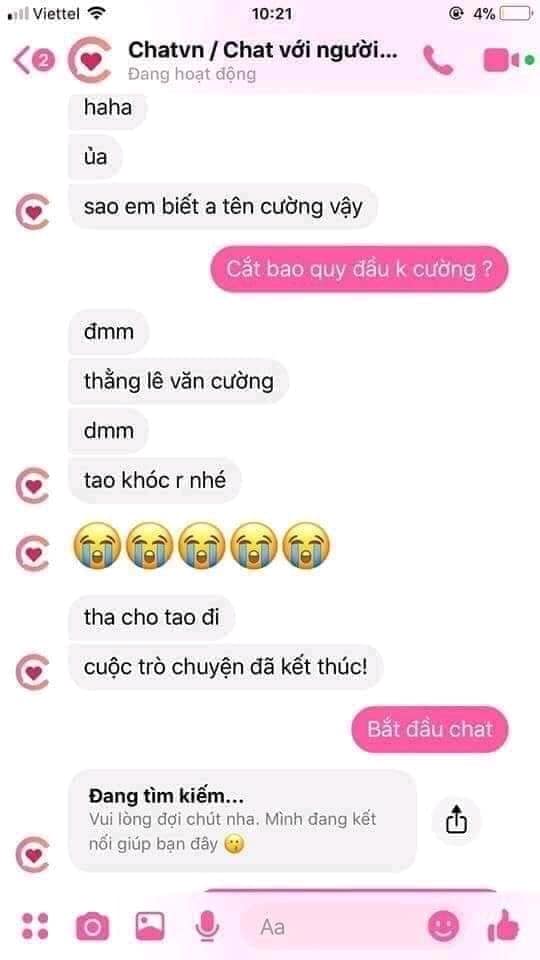 Viettel
10:21
4%
2
Chatvn / Chat với người...
Đang hoạt động
haha
ủa
sao em biết a tên cường vậy
Cắt bao quy đầu k cường ?
đmm
thằng lê văn cường
dmm
tao khóc r nhé
😭😭😭😭😭
tha cho tao đi
cuộc trò chuyện đã kết thúc!
Bắt đầu chat
Đang tìm kiếm...
Vui lòng đợi chút nha. Mình đang kết
nối giúp bạn đây 😗
Aa